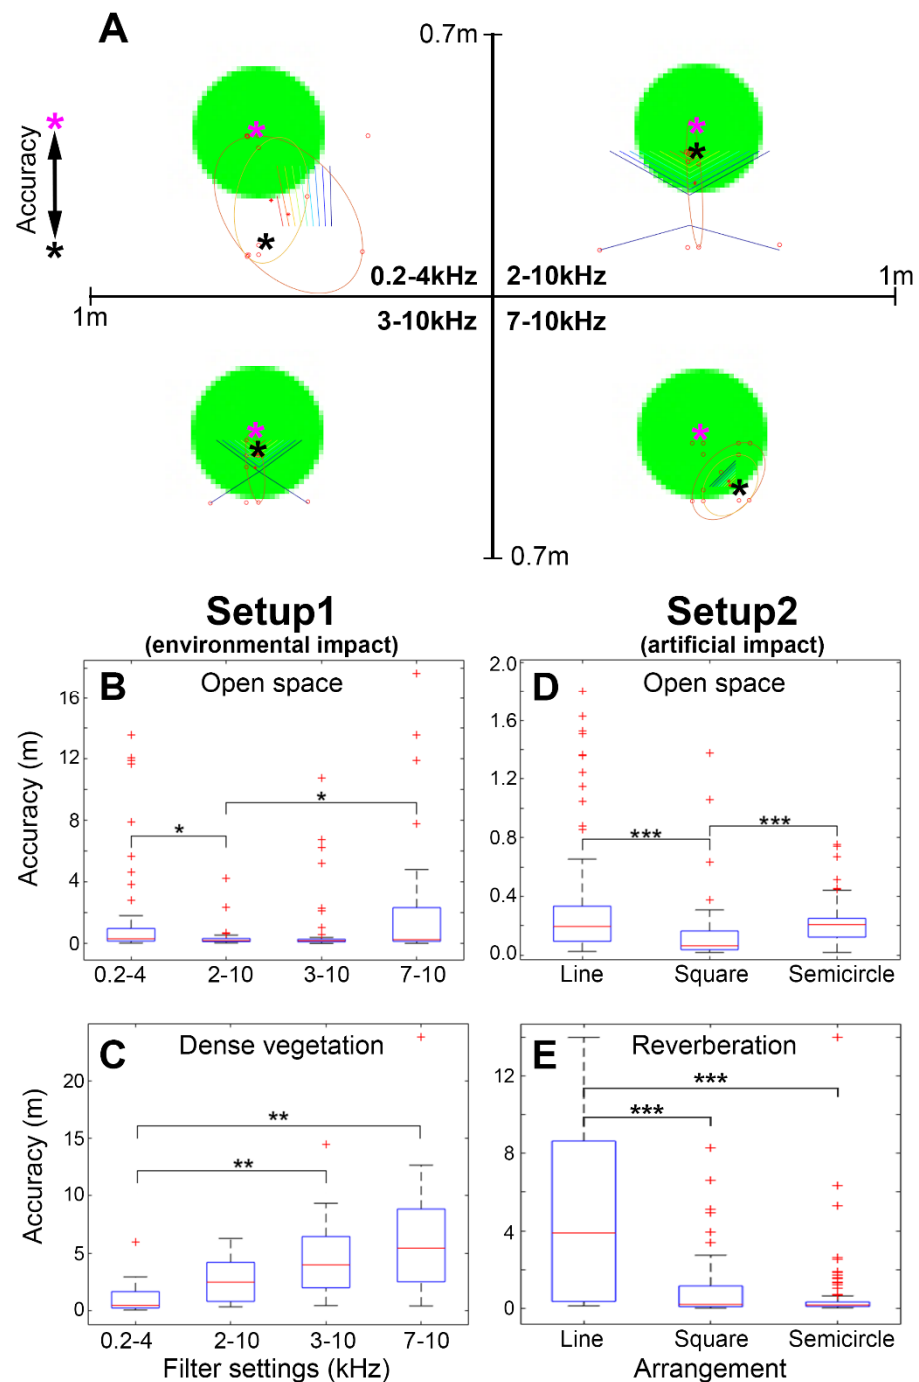 A
0.7m
Accuracy
0.2-4kHz
2-10kHz
1m
1m
3-10kHz
7-10kHz
0.7m
Setup1
(environmental impact)
Setup2
(artificial impact)
B
Open space
Accuracy (m)
16
12
8
4
0
*
*
0.2-4
2-10
3-10
7-10
D
Open space
2.0
1.6
1.2
0.8
0.4
0.0
***
***
Line
Square
Semicircle
C
Dense vegetation
Accuracy (m)
20
15
10
5
0
**
**
0.2-4
2-10
3-10
7-10
Filter settings (kHz)
E
Reverberation
12
8
4
0
***
***
Line
Square
Semicircle
Arrangement